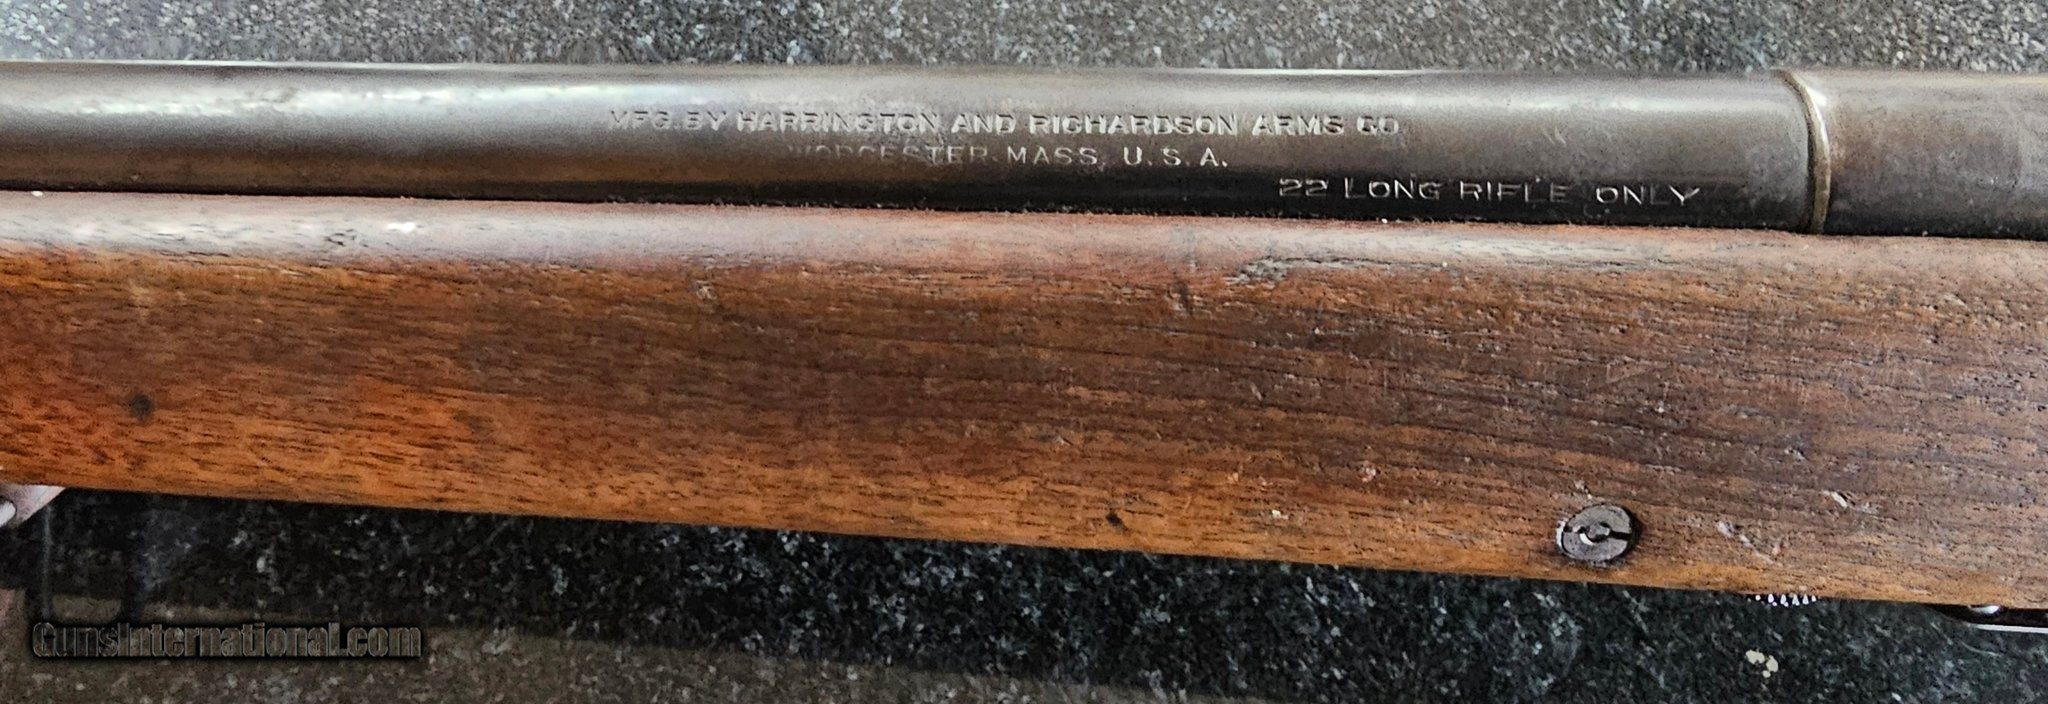 MFG. BY HARRINGTON AND RICHARDSON ARMS CO
WORCESTER. MASS. U. S. A.
22 LONG RIFLE ONLY
GunsInternational.com